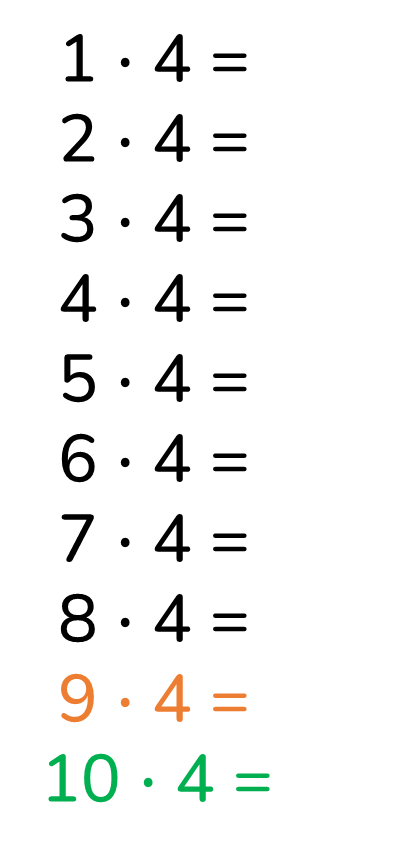 1 · 4 =
2 · 4 =
3 · 4 =
4 · 4 =
5 · 4 =
6 · 4 =
7 · 4 =
8 · 4 =
9 · 4 =
10 · 4 =